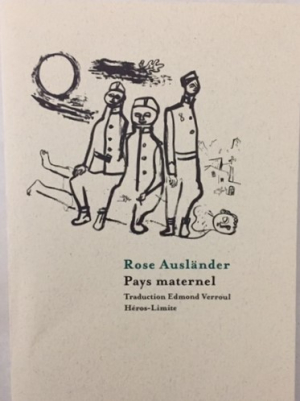 Rose Ausländer
Pays maternel
Traduction Edmond Verroul
Héros-Limite